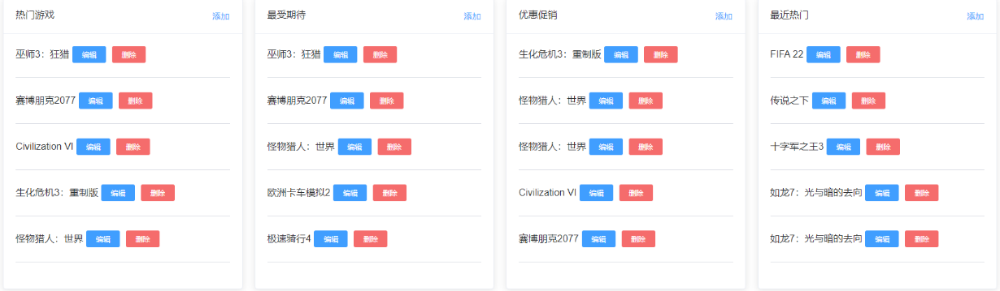 热门游戏 添加
巫师3：狂猎 编辑 删除
赛博朋克2077 编辑 删除
Civilization VI 编辑 删除
生化危机3：重制版 编辑 删除
怪物猎人：世界 编辑 删除
最受期待 添加
巫师3：狂猎 编辑 删除
赛博朋克2077 编辑 删除
怪物猎人：世界 编辑 删除
欧洲卡车模拟2 编辑 删除
极速骑行4 编辑 删除
优惠促销 添加
生化危机3：重制版 编辑 删除
怪物猎人：世界 编辑 删除
怪物猎人：世界 编辑 删除
Civilization VI 编辑 删除
赛博朋克2077 编辑 删除
最近热门 添加
FIFA 22 编辑 删除
传说之下 编辑 删除
十字军之王3 编辑 删除
如龙7：光与暗的去向 编辑 删除
如龙7：光与暗的去向 编辑 删除